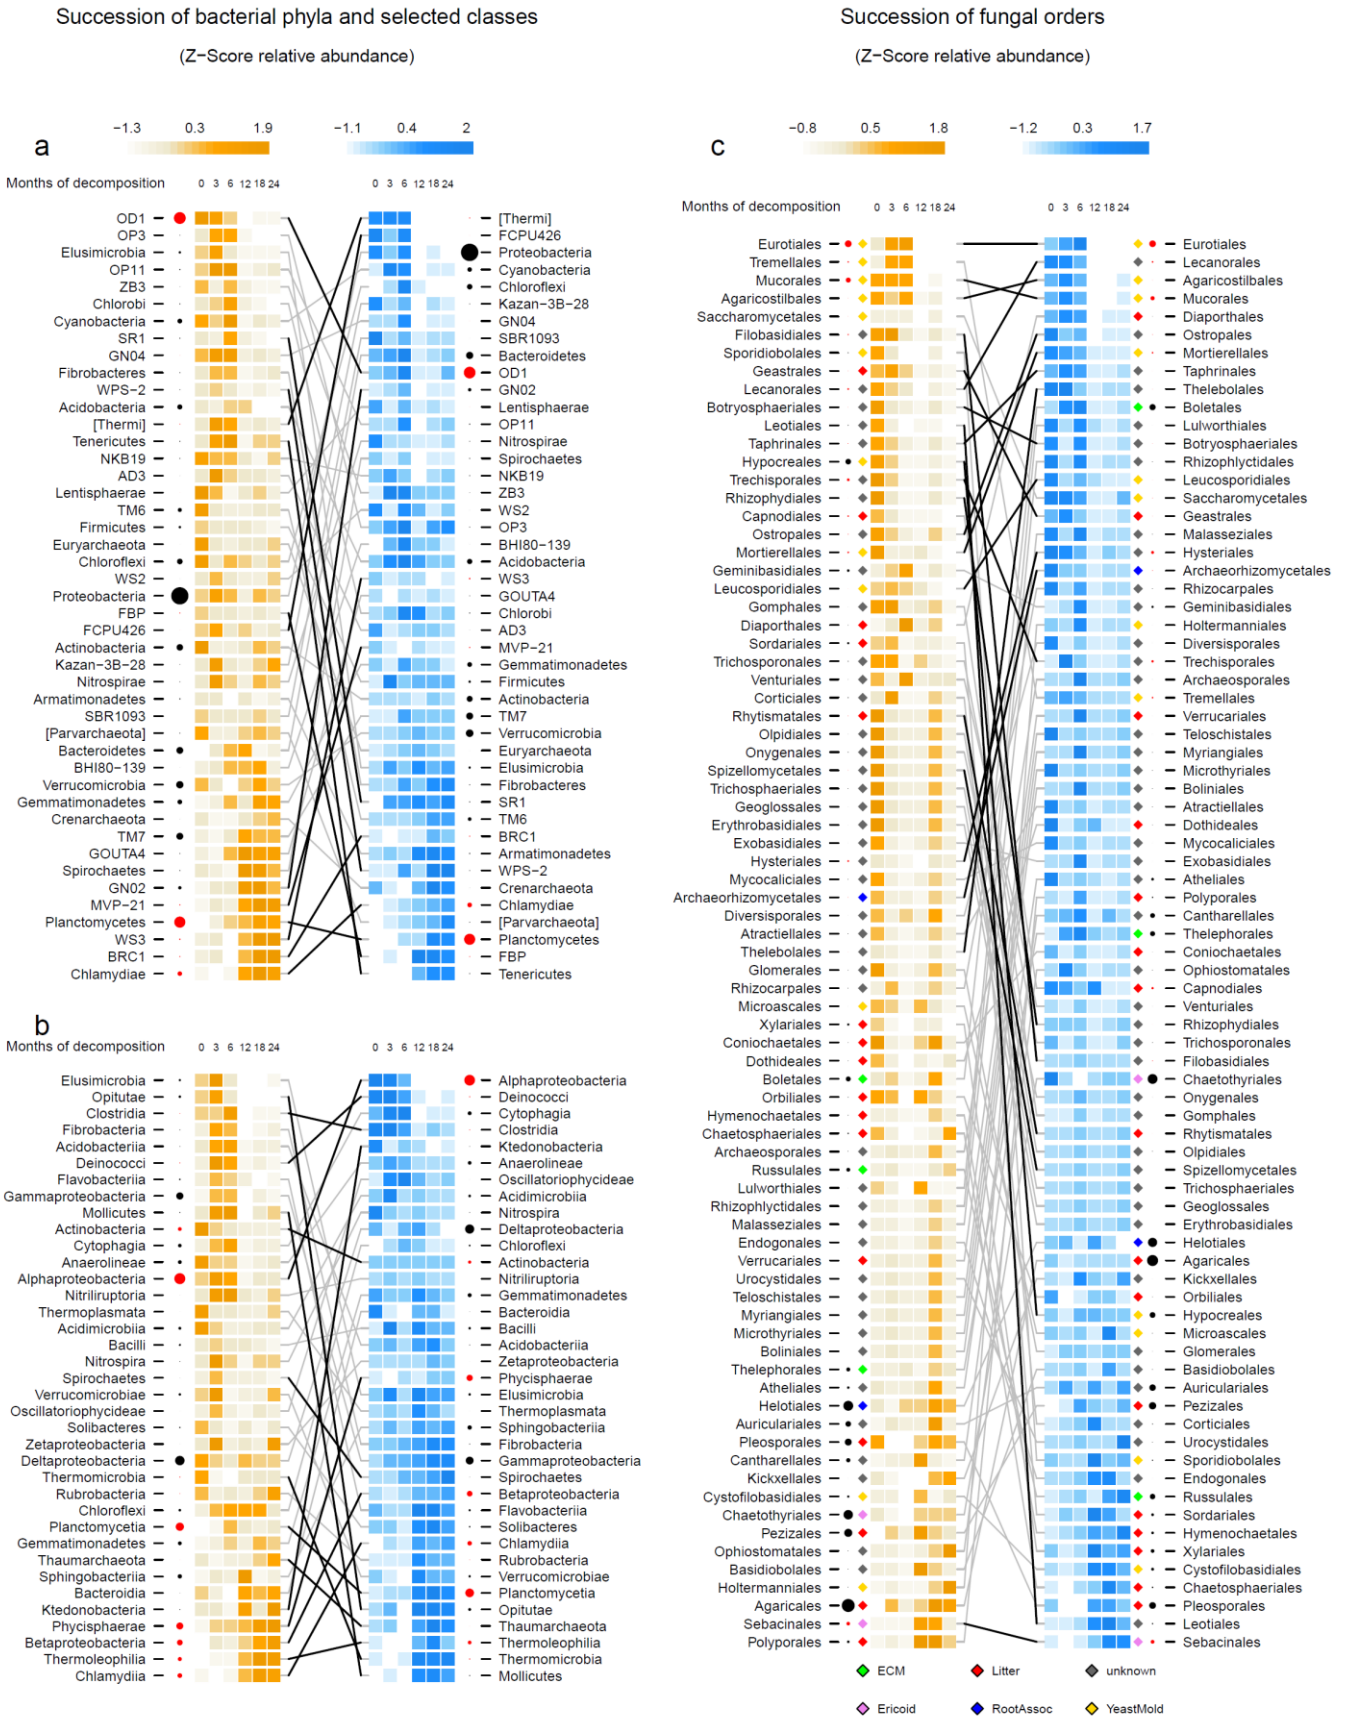 Succession of bacterial phyla and selected classes
(Z−Score relative abundance)
Succession of fungal orders
(Z−Score relative abundance)
−1.3 0.3 1.9
−1.1 0.4 2
a
Months of decomposition
0 3 6 12 18 24
0 3 6 12 18 24
OD1
OP3
Elusimicrobia
OP11
ZB3
Chlorobi
Cyanobacteria
SR1
GN04
Fibrobacteres
WPS−2
Acidobacteria
[Thermi]
Tenericutes
NKB19
AD3
Lentisphaerae
TM6
Firmicutes
Euryarchaeota
Chloroflexi
WS2
Proteobacteria
FBP
FCPU426
Actinobacteria
Kazan−3B−28
Nitrospirae
Armatimonadetes
SBR1093
[Parvarchaeota]
Bacteroidetes
BHI80−139
Verrucomicrobia
Gemmatimonadetes
Crenarchaeota
TM7
GOUTA4
Spirochaetes
GN02
MVP−21
Planctomycetes
WS3
BRC1
Chlamydiae
[Thermi]
FCPU426
Proteobacteria
Cyanobacteria
Chloroflexi
Kazan−3B−28
GN04
SBR1093
Bacteroidetes
OD1
GN02
Lentisphaerae
OP11
Nitrospirae
Spirochaetes
NKB19
ZB3
WS2
OP3
BHI80−139
Acidobacteria
WS3
GOUTA4
Chlorobi
AD3
MVP−21
Gemmatimonadetes
Firmicutes
Actinobacteria
TM7
Verrucomicrobia
Euryarchaeota
Elusimicrobia
Fibrobacteres
SR1
TM6
BRC1
Armatimonadetes
WPS−2
Crenarchaeota
Chlamydiae
[Parvarchaeota]
Planctomycetes
FBP
Tenericutes
b
Months of decomposition
0 3 6 12 18 24
0 3 6 12 18 24
Elusimicrobia
Opitutae
Clostridia
Fibrobacteria
Acidobacteriia
Deinococci
Flavobacteriia
Gammaproteobacteria
Mollicutes
Actinobacteria
Cytophagia
Anaerolineae
Alphaproteobacteria
Nitriliruptoria
Thermoplasmata
Acidimicrobiia
Bacilli
Nitrospira
Spirochaetes
Verrucomicrobiae
Oscillatoriophycideae
Solibacteres
Zetaproteobacteria
Deltaproteobacteria
Thermomicrobia
Rubrobacteria
Chloroflexi
Planctomycetia
Gemmatimonadetes
Thaumarchaeota
Sphingobacteriia
Bacteroidia
Ktedonobacteria
Phycisphaerae
Betaproteobacteria
Thermoleophilia
Chlamydiia
Alphaproteobacteria
Deinococci
Cytophagia
Clostridia
Ktedonobacteria
Anaerolineae
Oscillatoriophycideae
Acidimicrobiia
Nitrospira
Deltaproteobacteria
Chloroflexi
Actinobacteria
Nitriliruptoria
Gemmatimonadetes
Bacteroidia
Bacilli
Acidobacteriia
Zetaproteobacteria
Phycisphaerae
Elusimicrobia
Thermoplasmata
Sphingobacteriia
Fibrobacteria
Gammaproteobacteria
Spirochaetes
Betaproteobacteria
Flavobacteriia
Solibacteres
Chlamydiia
Rubrobacteria
Verrucomicrobiae
Planctomycetia
Opitutae
Thaumarchaeota
Thermoleophilia
Thermomicrobia
Mollicutes
−0.8 0.5 1.8
−1.2 0.3 1.7
c
Months of decomposition
0 3 6 12 18 24
0 3 6 12 18 24
Eurotiales
Tremellales
Mucorales
Agaricostilbales
Saccharomycetales
Filobasidiales
Sporidiobolales
Geastrales
Lecanorales
Botryosphaeriales
Leotiales
Taphrinales
Hypocreales
Trechisporales
Rhizophydiales
Capnodiales
Ostropales
Mortierellales
Geminibasidiales
Leucosporidiales
Gomphales
Diaporthales
Sordariales
Trichosporonales
Venturiales
Corticiales
Rhytismatales
Olpidiales
Onygenales
Spizellomycetales
Trichosphaeriales
Geoglossales
Erythrobasidiales
Exobasidiales
Hysteriales
Mycocaliciales
Archaeorhizomycetales
Diversisporales
Atractiellales
Thelebolales
Glomerales
Rhizocarpales
Microascales
Xylariales
Coniochaetales
Dothideales
Boletales
Orbiliales
Hymenochaetales
Chaetosphaeriales
Archaeosporales
Russulales
Lulworthiales
Rhizophlyctidales
Malasseziales
Endogonales
Verrucariales
Urocystidales
Teloschistales
Myriangiales
Microthyriales
Boliniales
Thelephorales
Atheliales
Helotiales
Auriculariales
Pleosporales
Cantharellales
Kickxellales
Cystofilobasidiales
Chaetothyriales
Pezizales
Ophiostomatales
Basidiobolales
Holtermanniales
Agaricales
Sebacinales
Polyporales
Eurotiales
Lecanorales
Agaricostilbales
Mucorales
Diaporthales
Ostropales
Mortierellales
Taphrinales
Thelebolales
Boletales
Lulworthiales
Botryosphaeriales
Rhizophlyctidales
Leucosporidiales
Saccharomycetales
Geastrales
Malasseziales
Hysteriales
Archaeorhizomycetales
Rhizocarpales
Geminibasidiales
Holtermanniales
Diversisporales
Trechisporales
Archaeosporales
Tremellales
Verrucariales
Teloschistales
Myriangiales
Microthyriales
Boliniales
Atractiellales
Dothideales
Mycocaliciales
Exobasidiales
Atheliales
Polyporales
Cantharellales
Thelephorales
Coniochaetales
Ophiostomatales
Capnodiales
Venturiales
Rhizophydiales
Trichosporonales
Filobasidiales
Chaetothyriales
Onygenales
Gomphales
Rhytismatales
Olpidiales
Spizellomycetales
Trichosphaeriales
Geoglossales
Erythrobasidiales
Helotiales
Agaricales
Kickxellales
Orbiliales
Hypocreales
Microascales
Glomerales
Basidiobolales
Auriculariales
Pezizales
Corticiales
Urocystidales
Sporidiobolales
Endogonales
Russulales
Sordariales
Hymenochaetales
Xylariales
Cystofilobasidiales
Chaetosphaeriales
Pleosporales
Leotiales
Sebacinales
ECM Litter unknown
Ericoid RootAssoc YeastMold